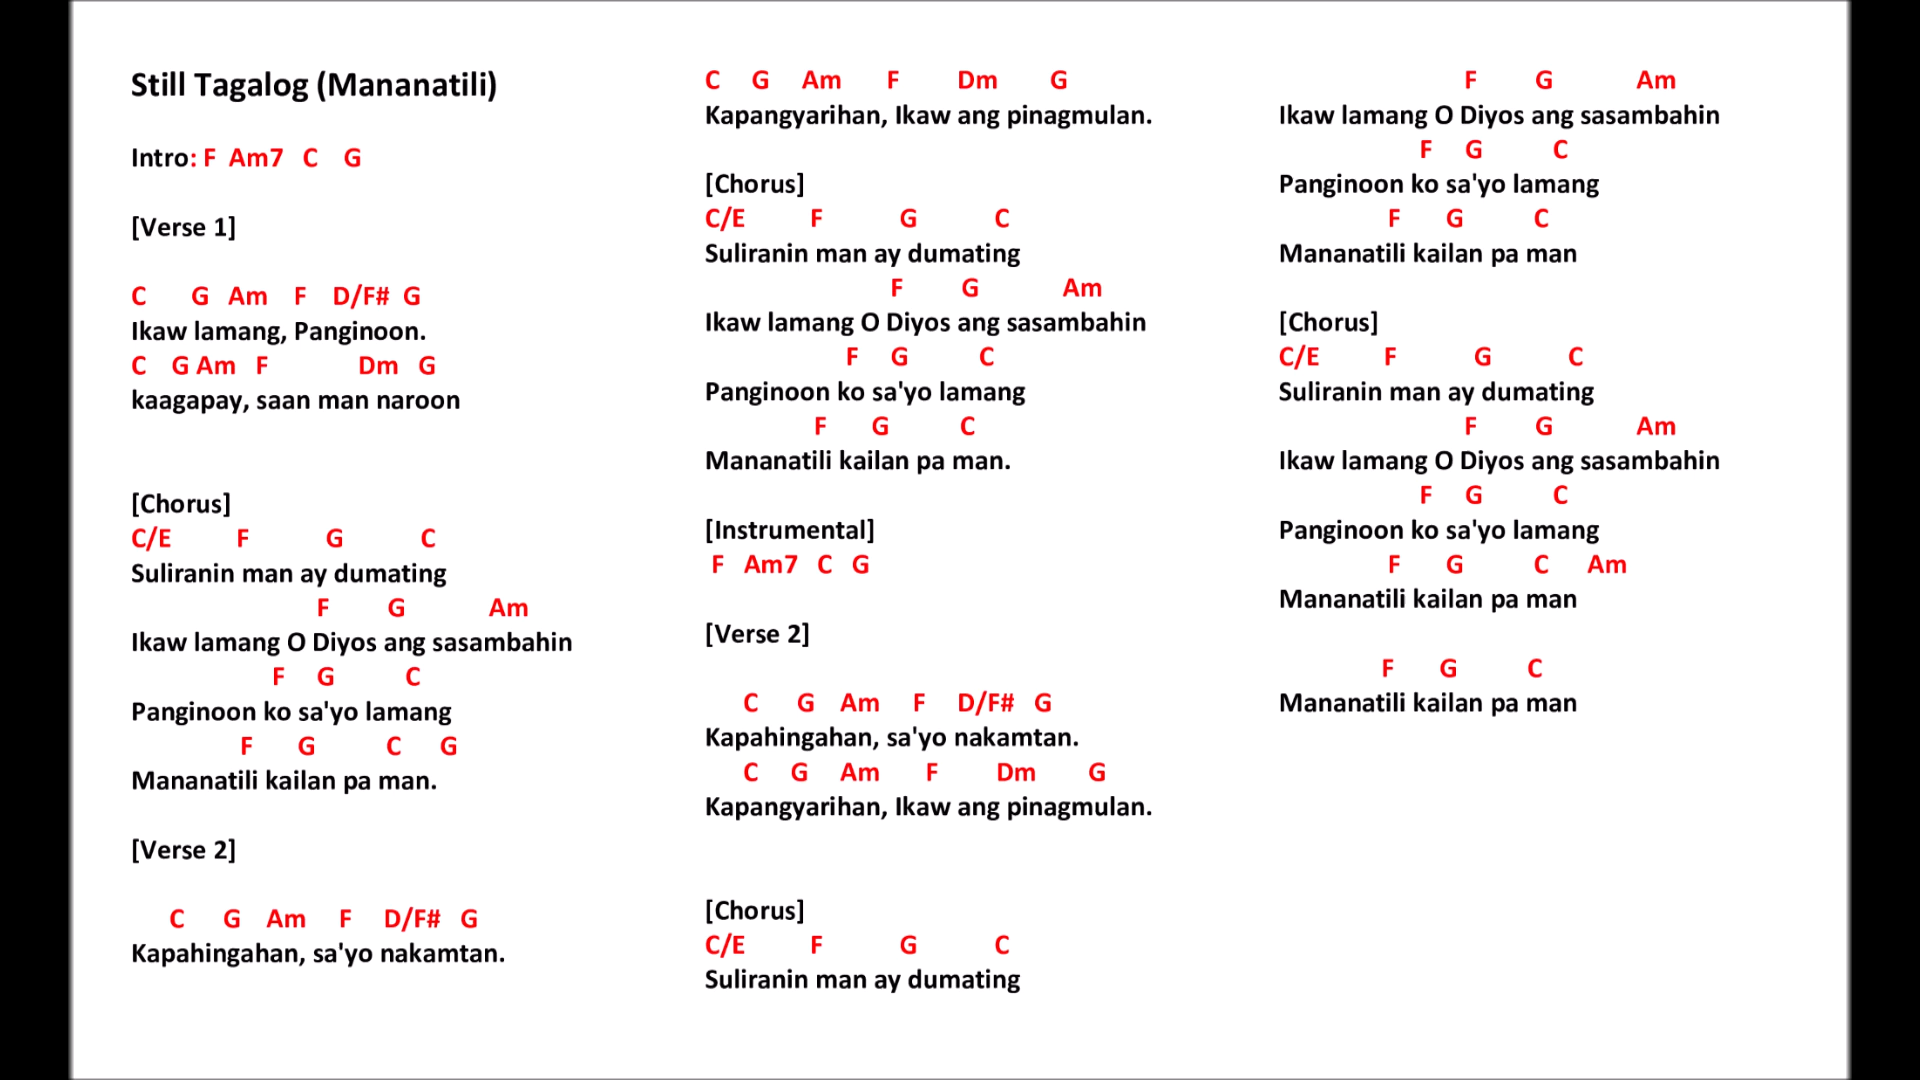 Still Tagalog (Mananatili)
Intro: F Am7 C G
[Verse 1]
C G Am F D/F# G
Ikaw lamang, Panginoon.
C G Am F Dm G
kaagapay, saan man naroon
[Chorus]
C/E F G C
Suliranin man ay dumating
F G Am
Ikaw lamang O Diyos ang sasambahin
F G C
Panginoon ko sa'yo lamang
F G C G
Mananatili kailan pa man.
[Verse 2]
C G Am F D/F# G
Kapahingahan, sa'yo nakamtan.
C G Am F Dm G
Kapangyarihan, Ikaw ang pinagmulan.
[Chorus]
C/E F G C
Suliranin man ay dumating
F G Am
Ikaw lamang O Diyos ang sasambahin
F G C
Panginoon ko sa'yo lamang
F G C
Mananatili kailan pa man.
[Instrumental]
F Am7 C G
[Verse 2]
C G Am F D/F# G
Kapahingahan, sa'yo nakamtan.
C G Am F Dm G
Kapangyarihan, Ikaw ang pinagmulan.
[Chorus]
C/E F G C
Suliranin man ay dumating
F G Am
Ikaw lamang O Diyos ang sasambahin
F G C
Panginoon ko sa'yo lamang
F G C
Mananatili kailan pa man
[Chorus]
C/E F G C
Suliranin man ay dumating
F G Am
Ikaw lamang O Diyos ang sasambahin
F G C
Panginoon ko sa'yo lamang
F G C Am
Mananatili kailan pa man
F G C
Mananatili kailan pa man